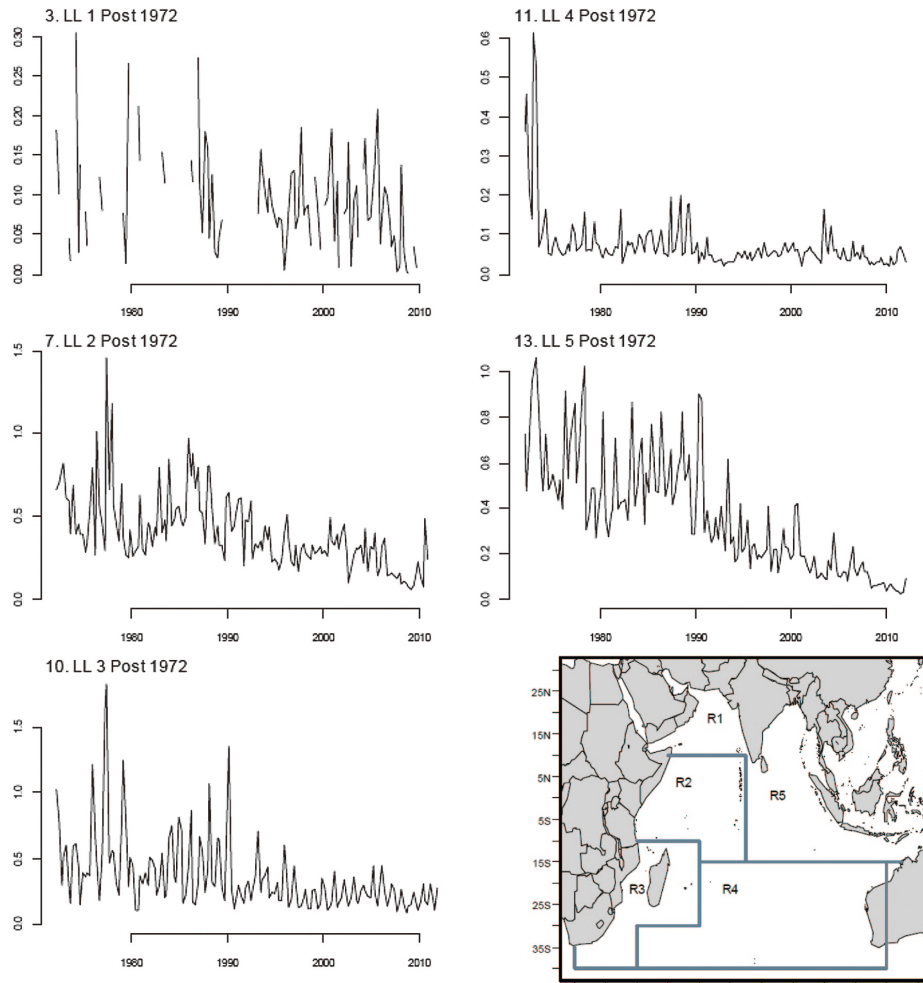 3. LL 1 Post 1972
0.30
0.25
0.20
0.15
0.10
0.05
0.00
1980 1990 2000 2010
11. LL 4 Post 1972
0.6
0.5
0.4
0.3
0.2
0.1
0.0
1980 1990 2000 2010
7. LL 2 Post 1972
1.5
1.0
0.5
0.0
1980 1990 2000 2010
13. LL 5 Post 1972
1.0
0.8
0.6
0.4
0.2
0.0
1980 1990 2000 2010
10. LL 3 Post 1972
1.5
1.0
0.5
0.0
1980 1990 2000 2010
25N
15N
5N
5S
15S
25S
35S
R1
R2
R5
R3
R4